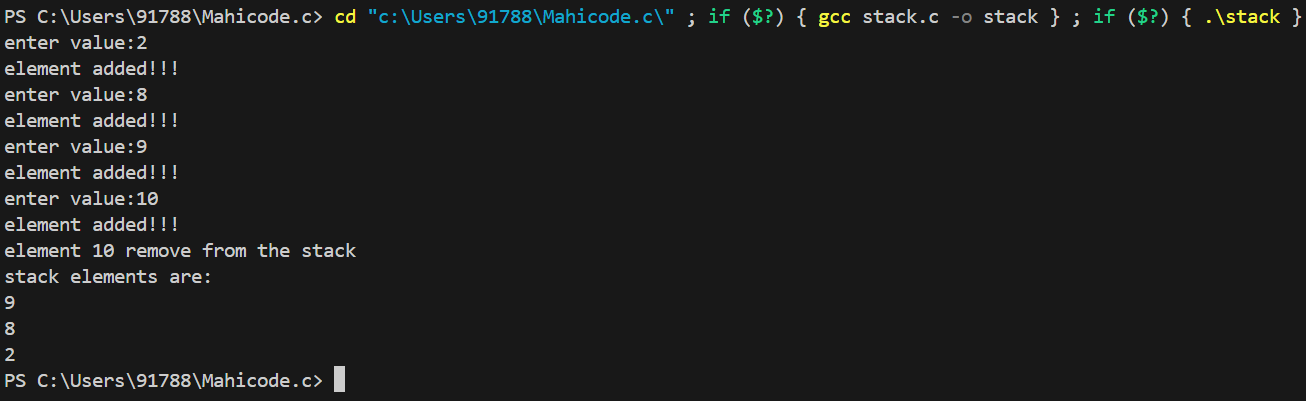 PS C:\Users\91788\Mahicode.c> cd "c:\Users\91788\Mahicode.c\" ; if ($?) { gcc stack.c -o stack } ; if ($?) { .\stack }
enter value:2
element added!!!
enter value:8
element added!!!
enter value:9
element added!!!
enter value:10
element added!!!
element 10 remove from the stack
stack elements are:
9
8
2
PS C:\Users\91788\Mahicode.c>